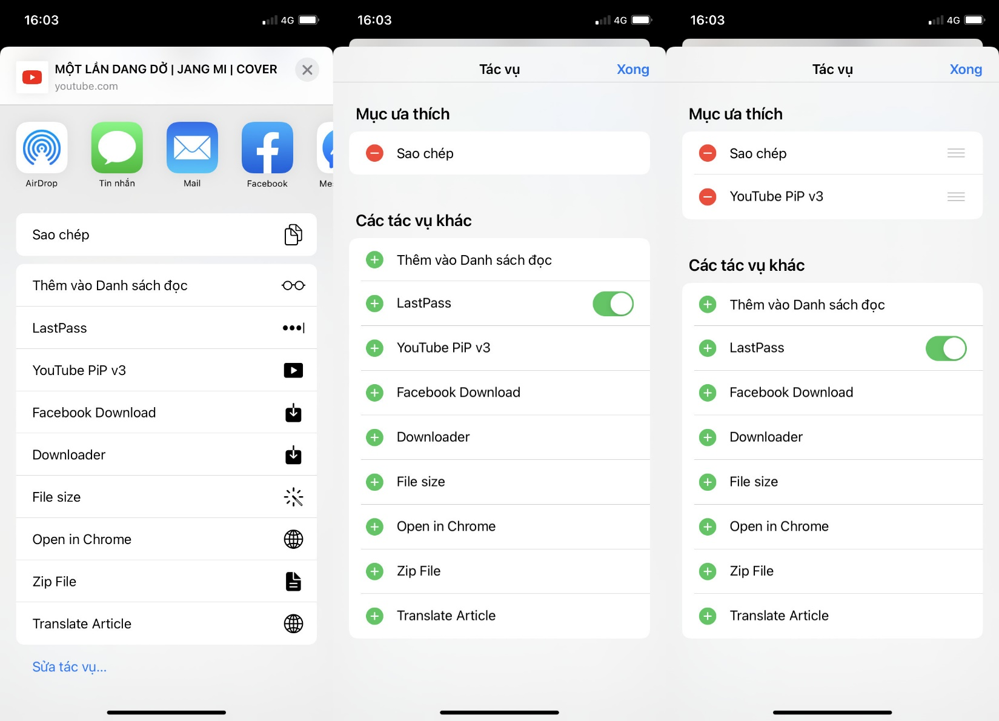 16:03
4G
MỘT LẦN DANG DỞ | JANG MI | COVER
youtube.com
AirDrop
Tin nhắn
Mail
Facebook
Mes
Sao chép
Thêm vào Danh sách đọc
LastPass
YouTube PiP v3
Facebook Download
Downloader
File size
Open in Chrome
Zip File
Translate Article
Sửa tác vụ...
16:03
4G
Tác vụ
Xong
Mục ưa thích
Sao chép
Các tác vụ khác
Thêm vào Danh sách đọc
LastPass
YouTube PiP v3
Facebook Download
Downloader
File size
Open in Chrome
Zip File
Translate Article
16:03
4G
Tác vụ
Xong
Mục ưa thích
Sao chép
YouTube PiP v3
Các tác vụ khác
Thêm vào Danh sách đọc
LastPass
Facebook Download
Downloader
File size
Open in Chrome
Zip File
Translate Article